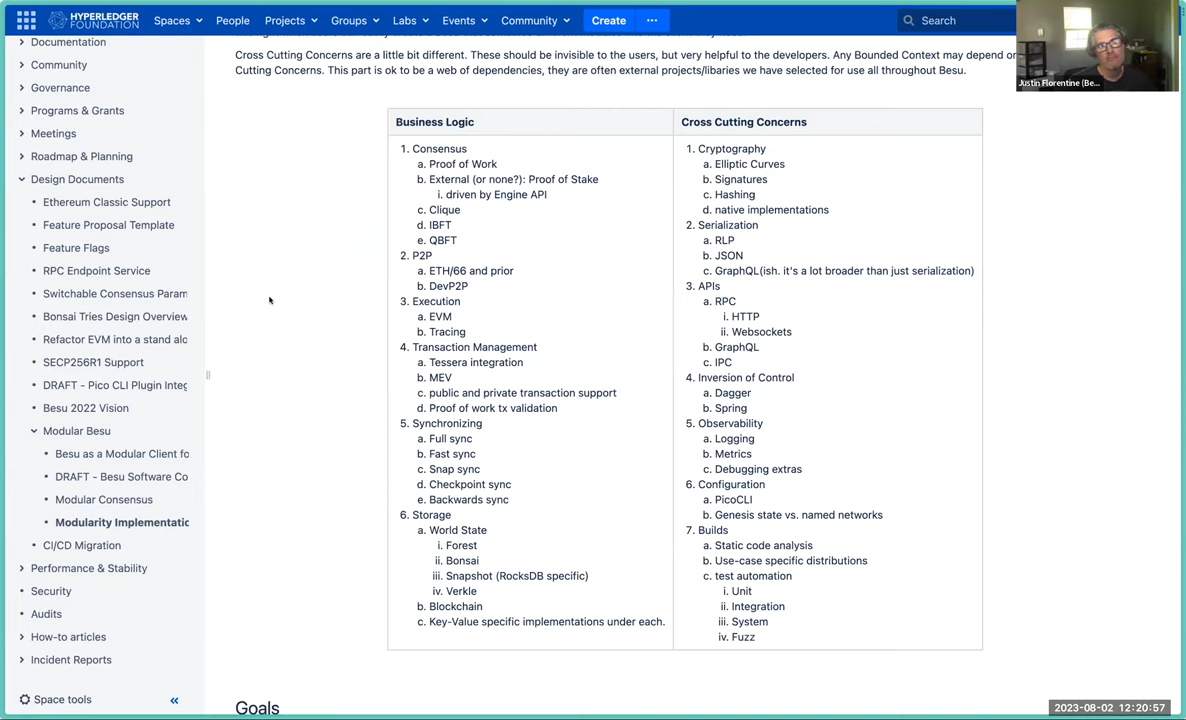 HYPERLEDGER
FOUNDATION
Spaces
People
Projects
Groups
Labs
Events
Community
Create
Search
Documentation
Community
Governance
Programs & Grants
Meetings
Roadmap & Planning
Design Documents
Ethereum Classic Support
Feature Proposal Template
Feature Flags
RPC Endpoint Service
Switchable Consensus Param
Bonsai Tries Design Overview
Refactor EVM into a stand alo
SECP256R1 Support
DRAFT - Pico CLI Plugin Integ
Besu 2022 Vision
Modular Besu
Besu as a Modular Client fo
DRAFT - Besu Software Co
Modular Consensus
Modularity Implementatic
CI/CD Migration
Performance & Stability
Security
Audits
How-to articles
Incident Reports
Space tools
Cross Cutting Concerns are a little bit different. These should be invisible to the users, but very helpful to the developers. Any Bounded Context may depend or
Cutting Concerns. This part is ok to be a web of dependencies, they are often external projects/libaries we have selected for use all throughout Besu.
Business Logic
1. Consensus
a. Proof of Work
b. External (or none?): Proof of Stake
i. driven by Engine API
c. Clique
d. IBFT
e. QBFT
2. P2P
a. ETH/66 and prior
b. DevP2P
3. Execution
a. EVM
b. Tracing
4. Transaction Management
a. Tessera integration
b. MEV
c. public and private transaction support
d. Proof of work tx validation
5. Synchronizing
a. Full sync
b. Fast sync
c. Snap sync
d. Checkpoint sync
e. Backwards sync
6. Storage
a. World State
i. Forest
ii. Bonsai
iii. Snapshot (RocksDB specific)
iv. Verkle
b. Blockchain
c. Key-Value specific implementations under each.
Cross Cutting Concerns
1. Cryptography
a. Elliptic Curves
b. Signatures
c. Hashing
d. native implementations
2. Serialization
a. RLP
b. JSON
c. GraphQL(ish. it's a lot broader than just serialization)
3. APIs
a. RPC
i. HTTP
ii. Websockets
b. GraphQL
c. IPC
4. Inversion of Control
a. Dagger
b. Spring
5. Observability
a. Logging
b. Metrics
c. Debugging extras
6. Configuration
a. PicoCLI
b. Genesis state vs. named networks
7. Builds
a. Static code analysis
b. Use-case specific distributions
c. test automation
i. Unit
ii. Integration
iii. System
iv. Fuzz
Goals
Justin Florentine (Be...
2023-08-02 12:20:57